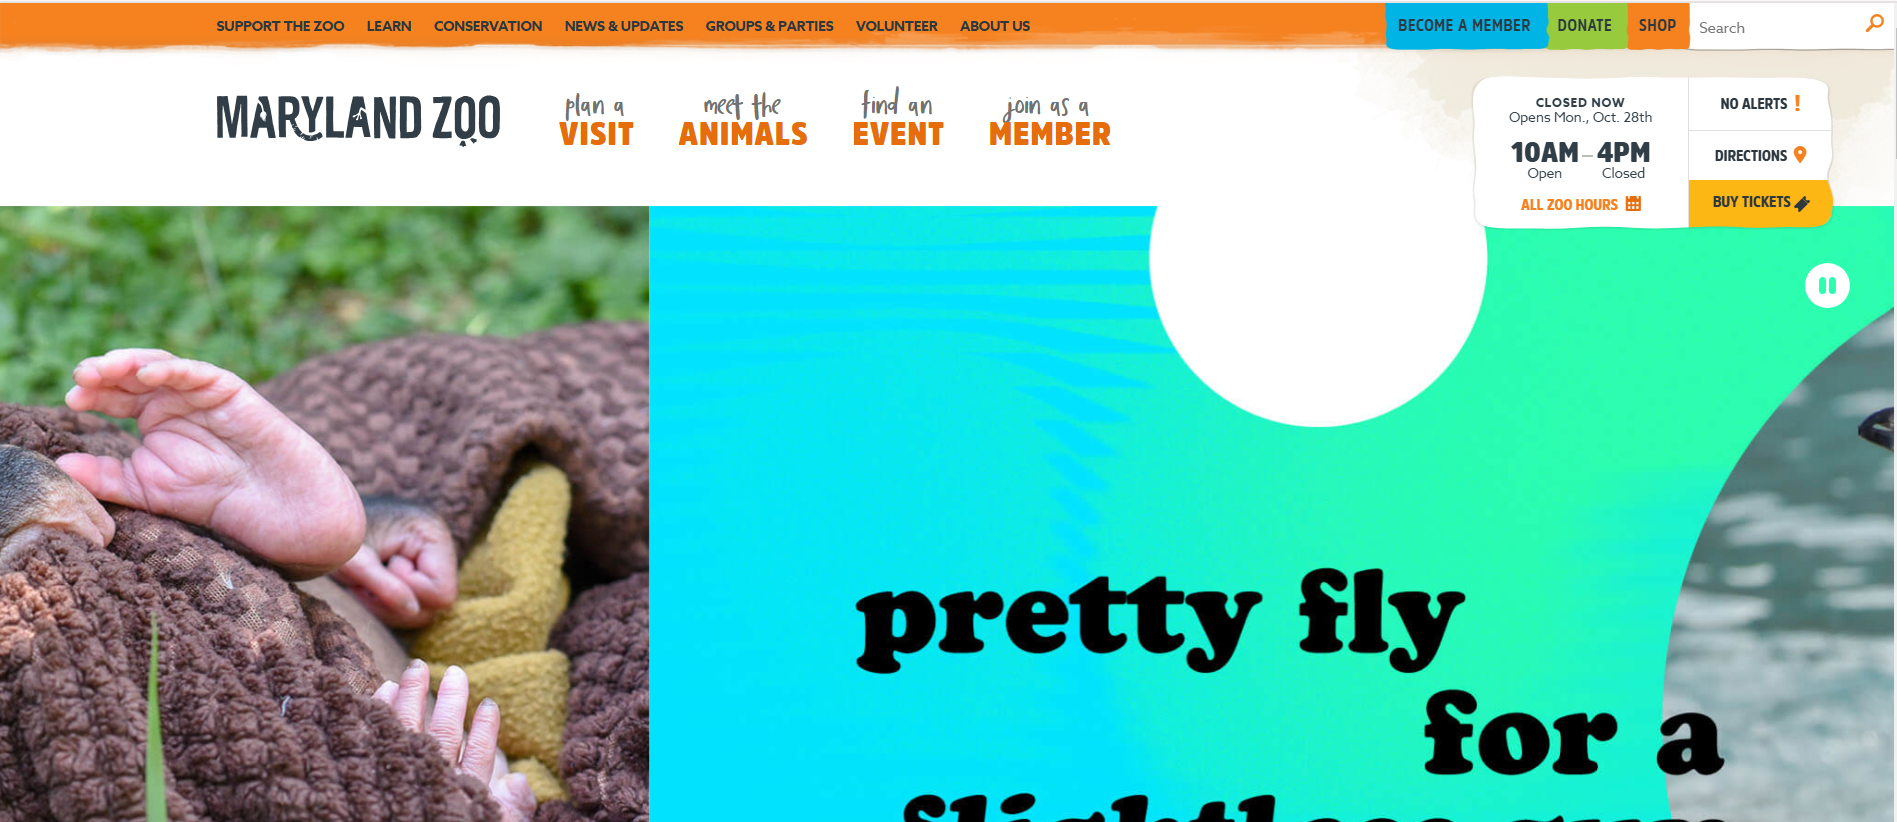 SUPPORT THE ZOO LEARN CONSERVATION NEWS & UPDATES GROUPS & PARTIES VOLUNTEER ABOUT US
BECOME A MEMBER DONATE SHOP Search
MARYLAND ZOO
plan a
VISIT
meet the
ANIMALS
find an
EVENT
join as a
MEMBER
CLOSED NOW
Opens Mon., Oct. 28th
10AM – 4PM
Open Closed
ALL ZOO HOURS
NO ALERTS !
DIRECTIONS
BUY TICKETS
pretty fly
for a
flightless